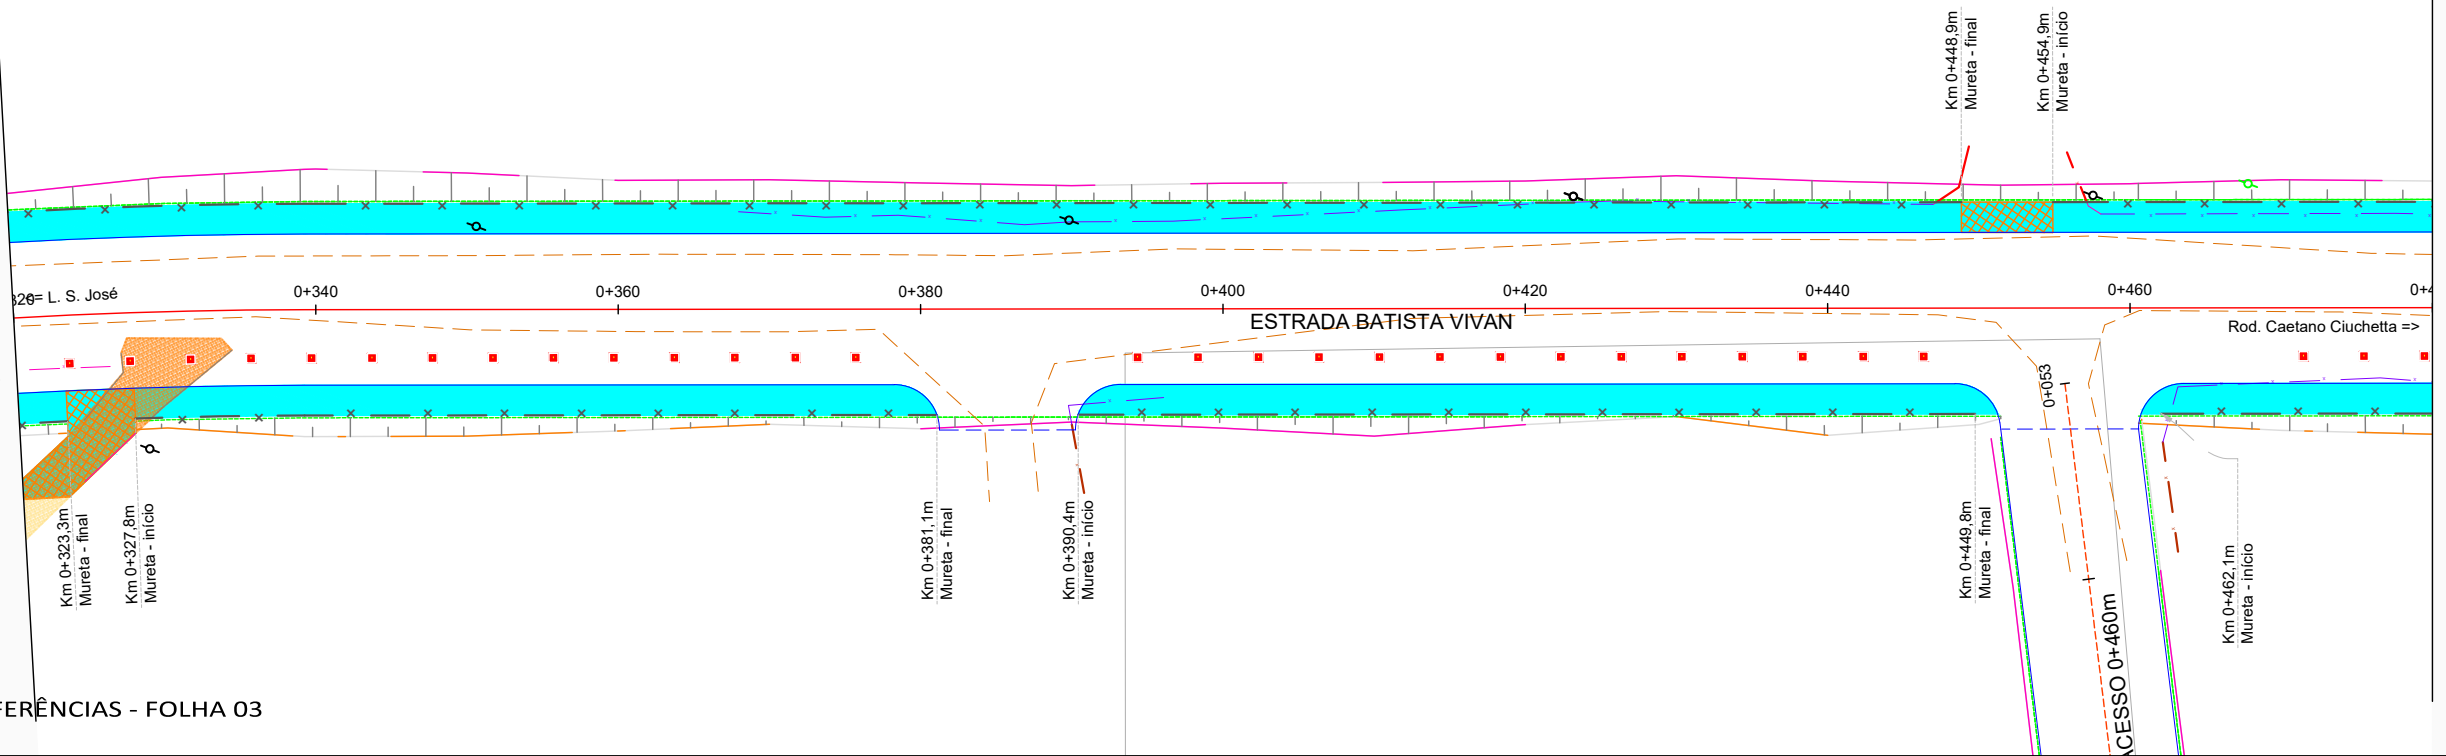 Km 0+448,9m
Mureta - final
Km 0+454,9m
Mureta - início
<= L. S. José
0+340
0+360
0+380
0+400
0+420
0+440
0+460
ESTRADA BATISTA VIVAN
Rod. Caetano Ciuchetta =>
0+053
Km 0+323,3m
Mureta - final
Km 0+327,8m
Mureta - início
Km 0+381,1m
Mureta - final
Km 0+390,4m
Mureta - início
Km 0+449,8m
Mureta - final
Km 0+462,1m
Mureta - início
ACESSO 0+460m
FERÊNCIAS - FOLHA 03